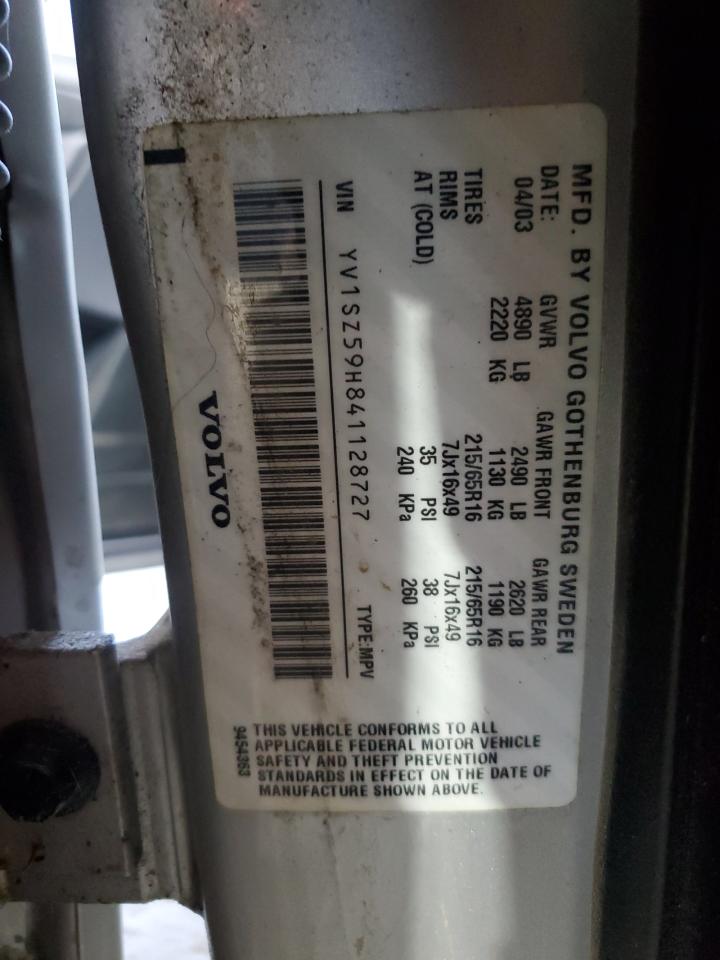 MFD. BY VOLVO GOTHENBURG SWEDEN
DATE: GVWR GAWR FRONT GAWR REAR
04/03 4890 LB 2490 LB 2620 LB
2220 KG 1130 KG 1190 KG
TIRES 215/65R16 215/65R16
RIMS 7Jx16x49 7Jx16x49
AT (COLD) 35 PSI 38 PSI
240 KPa 260 KPa
VIN YV1SZ59H841128727 TYPE:MPV
VOLVO
THIS VEHICLE CONFORMS TO ALL
APPLICABLE FEDERAL MOTOR VEHICLE
SAFETY AND THEFT PREVENTION
STANDARDS IN EFFECT ON THE DATE OF
MANUFACTURE SHOWN ABOVE.
9454363